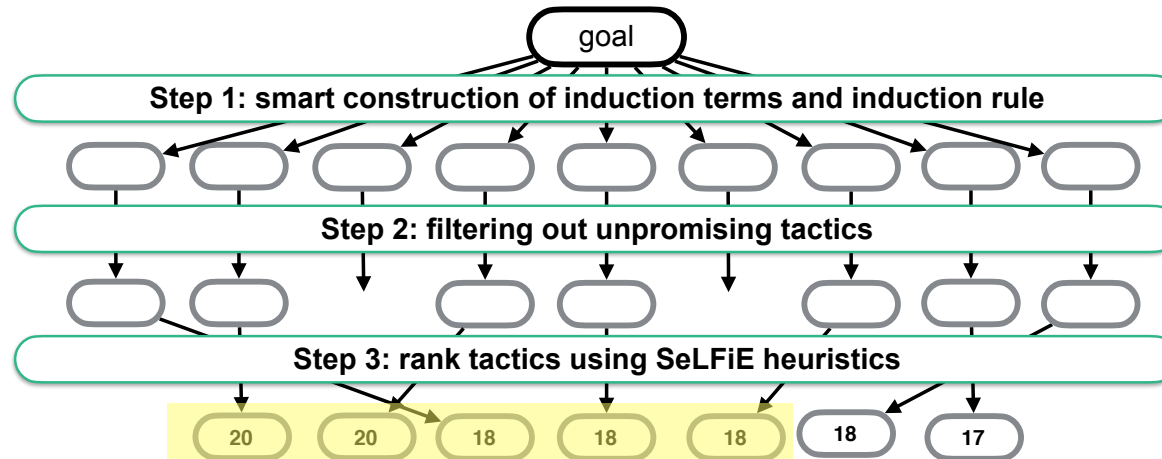 goal
Step 1: smart construction of induction terms and induction rule
Step 2: filtering out unpromising tactics
Step 3: rank tactics using SeLFiE heuristics
20 20 18 18 18 18 17